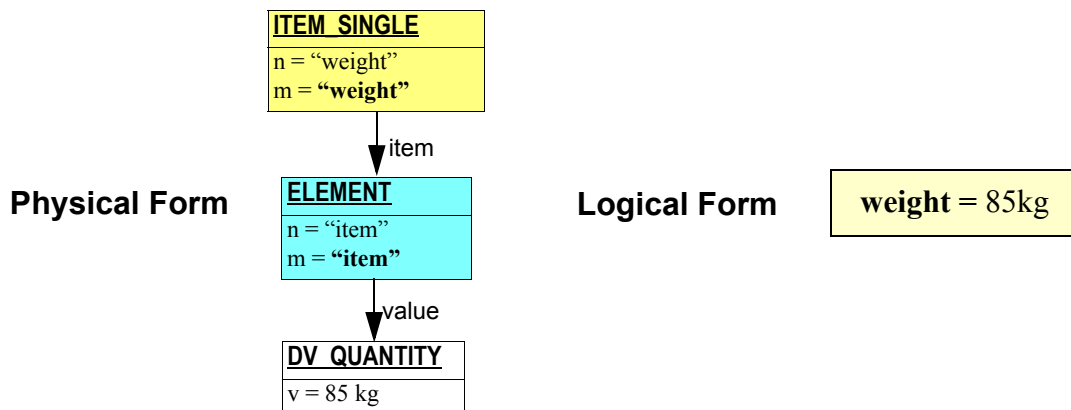 ITEM_SINGLE
n = “weight”
m = “weight”
item
Physical Form
ELEMENT
n = “item”
m = “item”
value
DV_QUANTITY
v = 85 kg
Logical Form
weight = 85kg